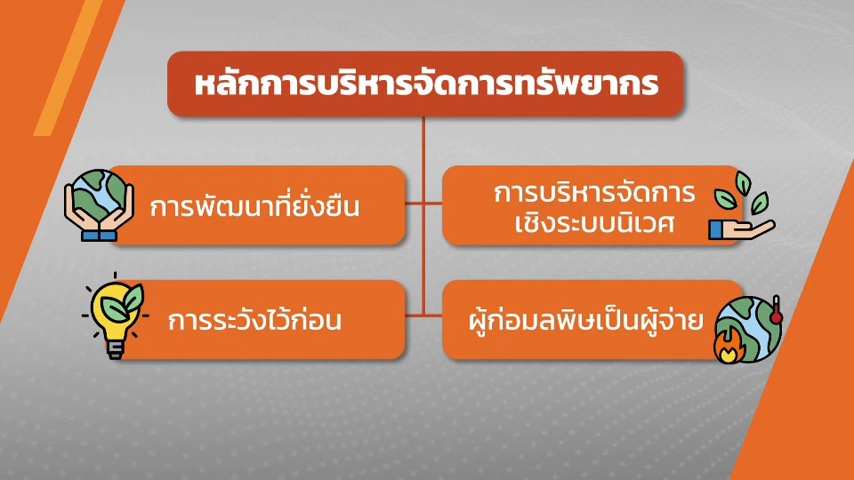 หลักการบริหารจัดการทรัพยากร
การพัฒนาที่ยั่งยืน
การบริหารจัดการ
เชิงระบบนิเวศ
การระวังไว้ก่อน
ผู้ก่อมลพิษเป็นผู้จ่าย